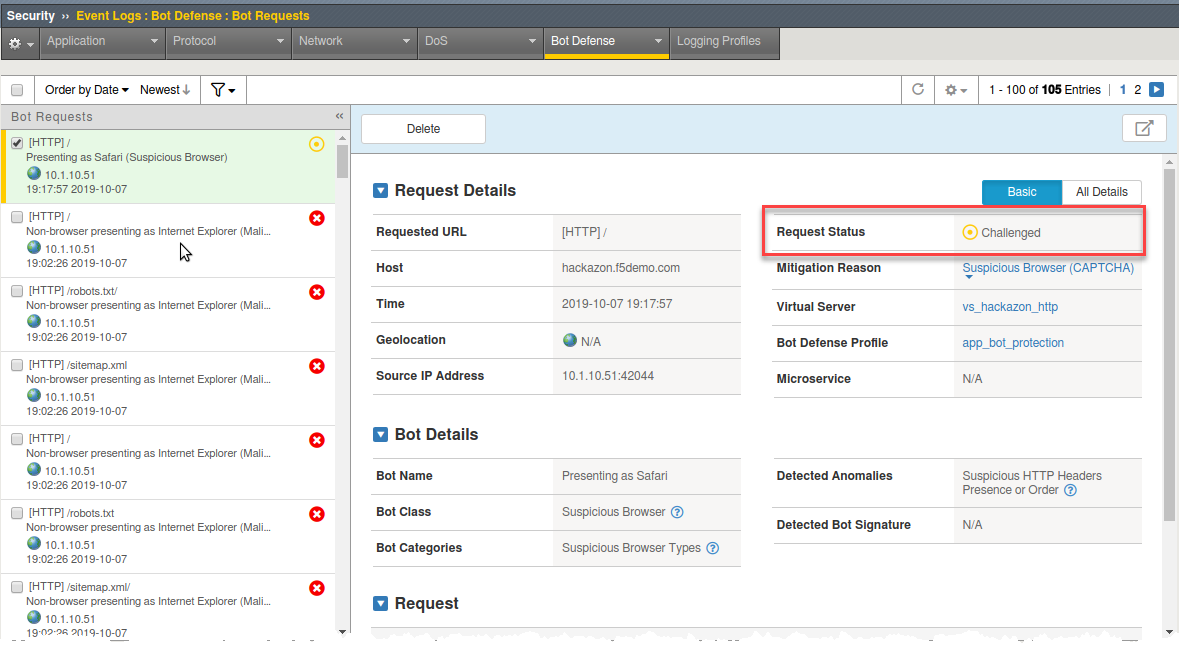 Security ›› Event Logs : Bot Defense : Bot Requests
Application Protocol Network DoS Bot Defense Logging Profiles
Order by Date Newest 1 - 100 of 105 Entries | 1 2
Bot Requests «
[HTTP] /
Presenting as Safari (Suspicious Browser)
10.1.10.51
19:17:57 2019-10-07
[HTTP] /
Non-browser presenting as Internet Explorer (Mali...
10.1.10.51
19:02:26 2019-10-07
[HTTP] /robots.txt/
Non-browser presenting as Internet Explorer (Mali...
10.1.10.51
19:02:26 2019-10-07
[HTTP] /sitemap.xml
Non-browser presenting as Internet Explorer (Mali...
10.1.10.51
19:02:26 2019-10-07
[HTTP] /
Non-browser presenting as Internet Explorer (Mali...
10.1.10.51
19:02:26 2019-10-07
[HTTP] /robots.txt
Non-browser presenting as Internet Explorer (Mali...
10.1.10.51
19:02:26 2019-10-07
[HTTP] /sitemap.xml/
Non-browser presenting as Internet Explorer (Mali...
10.1.10.51
19:02:26 2019-10-07
Delete
Request Details
Basic All Details
Requested URL [HTTP] /
Host hackazon.f5demo.com
Time 2019-10-07 19:17:57
Geolocation N/A
Source IP Address 10.1.10.51:42044
Request Status Challenged
Mitigation Reason Suspicious Browser (CAPTCHA)
Virtual Server vs_hackazon_http
Bot Defense Profile app_bot_protection
Microservice N/A
Bot Details
Bot Name Presenting as Safari
Bot Class Suspicious Browser ?
Bot Categories Suspicious Browser Types ?
Detected Anomalies Suspicious HTTP Headers
Presence or Order ?
Detected Bot Signature N/A
Request